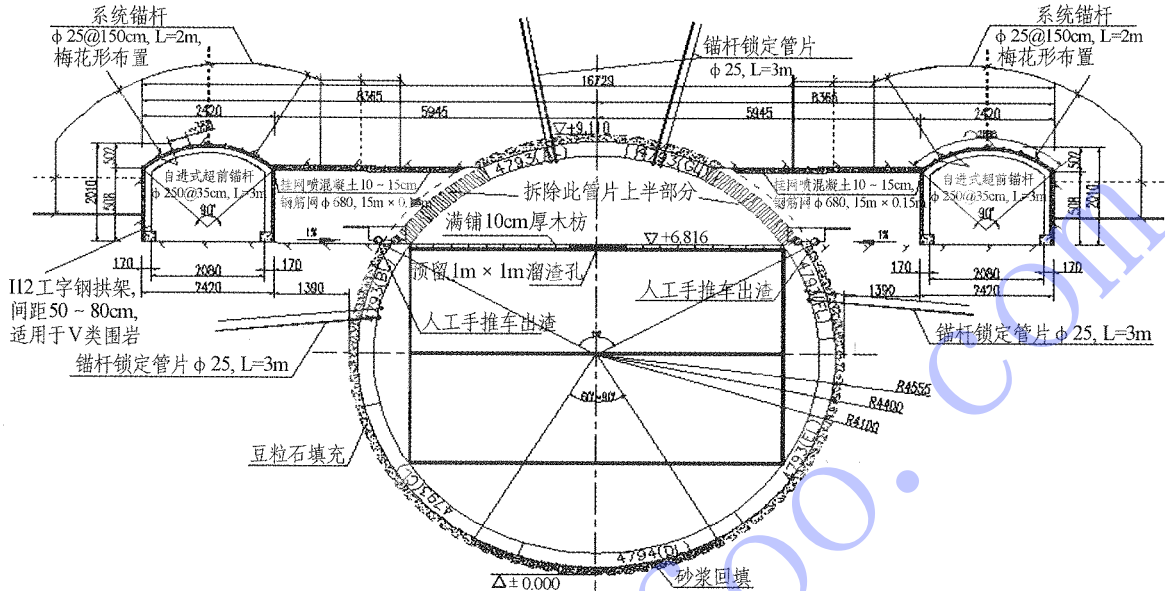 系统锚杆
φ25@150cm, L=2m,
梅花形布置
锚杆锁定管片
φ25, L=3m
系统锚杆
φ25@150cm, L=2m
梅花形布置
16729
8365
8365
2420
5945
5945
2420
▽+9.110
502
2010
508
自进式超前锚杆
φ250@35cm, L=3m
90°
挂网喷混凝土10~15cm,
拆除此管片上半部分
挂网喷混凝土10~15cm,
钢筋网φ680, 15m×0.15m
自进式超前锚杆
φ250@35cm, L=3m
90°
502
2010
508
满铺10cm厚木枋
▽+6.816
1%
1%
预留1m×1m溜渣孔
人工手推车出渣
人工手推车出渣
170
2080
170
2420
1390
170
2080
170
1390
2420
I12工字钢拱架,
间距50~80cm,
适用于V类围岩
锚杆锁定管片φ25, L=3m
锚杆锁定管片φ25, L=3m
R4555
R4400
R4100
豆粒石填充
4793(C)
4794(D)
砂浆回填
△±0.000